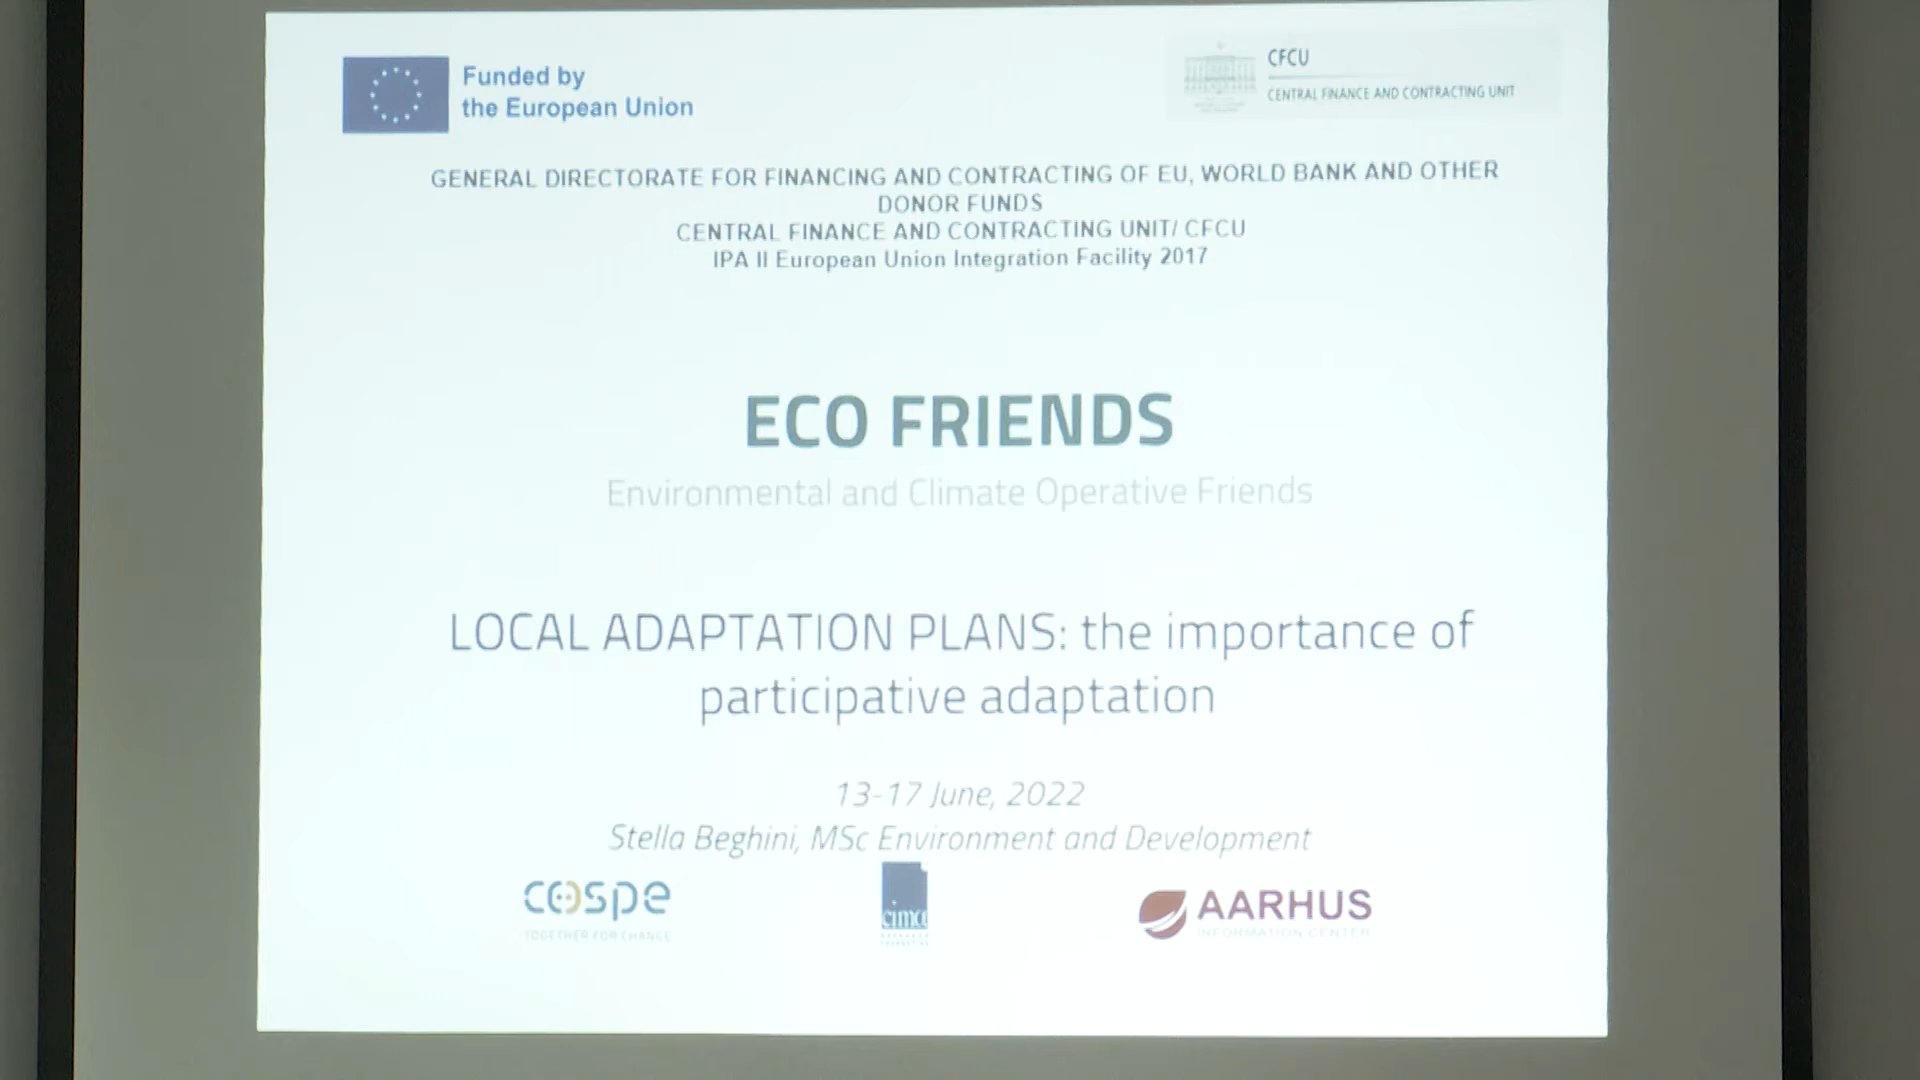 Funded by
the European Union
CFCU
CENTRAL FINANCE AND CONTRACTING UNIT
GENERAL DIRECTORATE FOR FINANCING AND CONTRACTING OF EU, WORLD BANK AND OTHER
DONOR FUNDS
CENTRAL FINANCE AND CONTRACTING UNIT/ CFCU
IPA II European Union Integration Facility 2017
ECO FRIENDS
Environmental and Climate Operative Friends
LOCAL ADAPTATION PLANS: the importance of
participative adaptation
13-17 June, 2022
Stella Beghini, MSc Environment and Development
cospe
TOGETHER FOR CHANGE
cima
AARHUS
INFORMATION CENTER